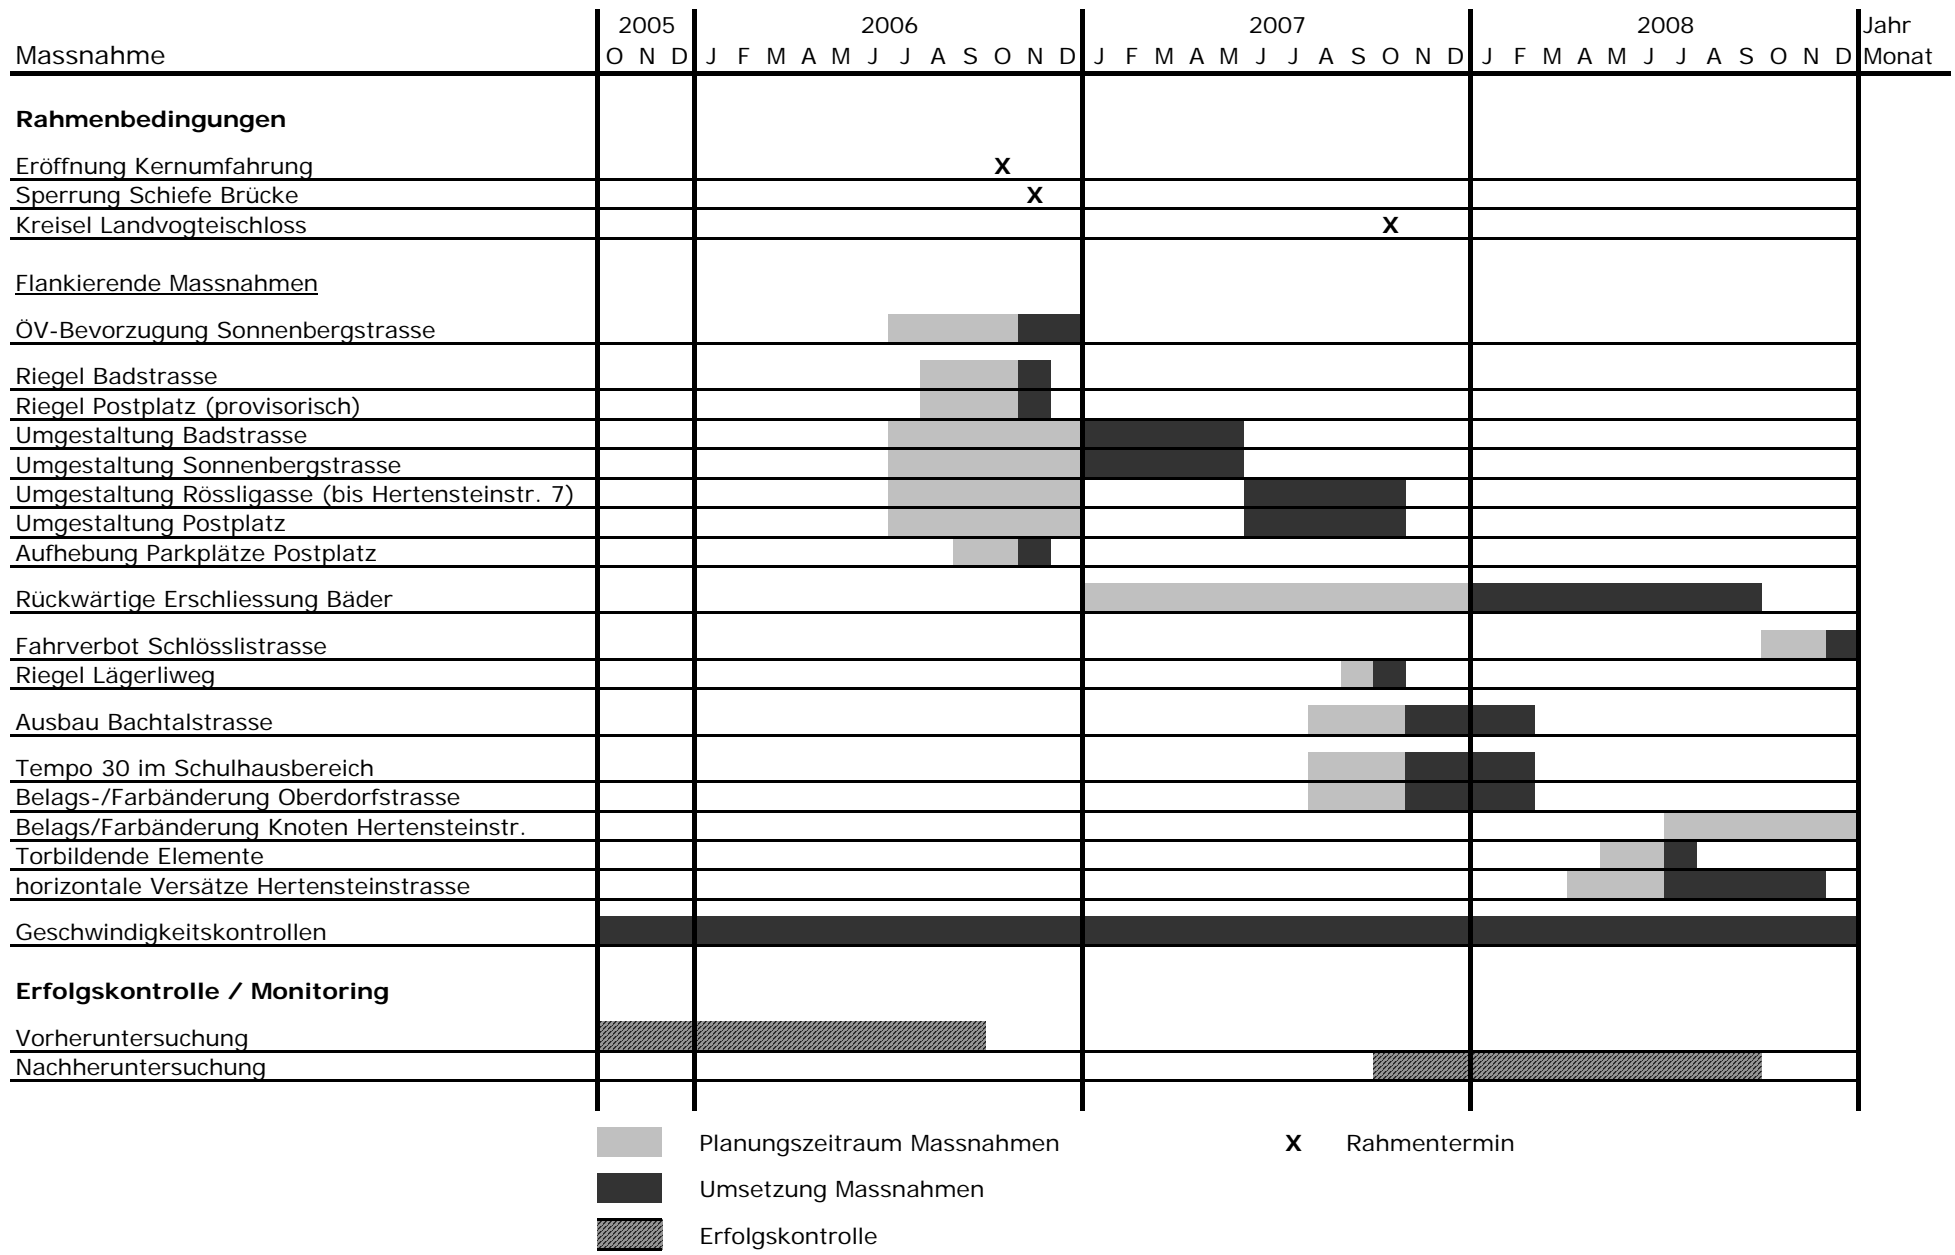 2005 2006 2007 2008 Jahr
Massnahme O N D J F M A M J J A S O N D J F M A M J J A S O N D J F M A M J J A S O N D Monat
Rahmenbedingungen
Eröffnung Kernumfahrung X
Sperrung Schiefe Brücke X
Kreisel Landvogteischloss X
Flankierende Massnahmen
ÖV-Bevorzugung Sonnenbergstrasse
Riegel Badstrasse
Riegel Postplatz (provisorisch)
Umgestaltung Badstrasse
Umgestaltung Sonnenbergstrasse
Umgestaltung Rössligasse (bis Hertensteinstr. 7)
Umgestaltung Postplatz
Aufhebung Parkplätze Postplatz
Rückwärtige Erschliessung Bäder
Fahrverbot Schlösslistrasse
Riegel Lägerliweg
Ausbau Bachtalstrasse
Tempo 30 im Schulhausbereich
Belags-/Farbänderung Oberdorfstrasse
Belags/Farbänderung Knoten Hertensteinstr.
Torbildende Elemente
horizontale Versätze Hertensteinstrasse
Geschwindigkeitskontrollen
Erfolgskontrolle / Monitoring
Vorheruntersuchung
Nachheruntersuchung
Planungszeitraum Massnahmen X Rahmentermin
Umsetzung Massnahmen
Erfolgskontrolle